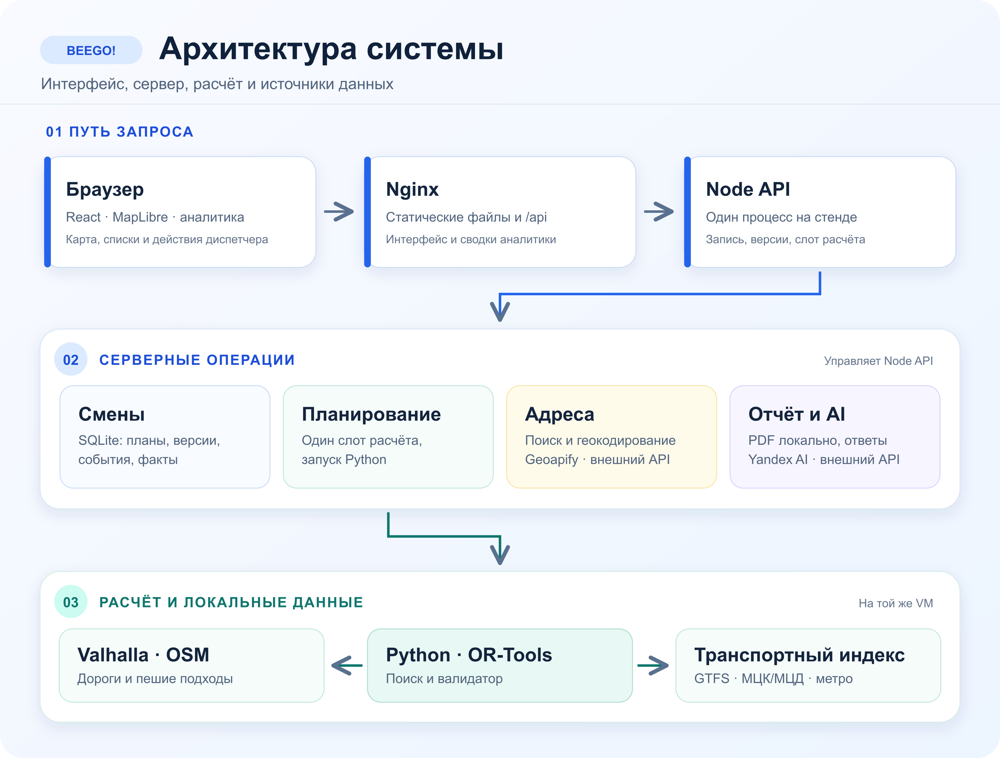 BEEGO!
Архитектура системы
Интерфейс, сервер, расчёт и источники данных
01 ПУТЬ ЗАПРОСА
Браузер
React · MapLibre · аналитика
Карта, списки и действия диспетчера
Nginx
Статические файлы и /api
Интерфейс и сводки аналитики
Node API
Один процесс на стенде
Запись, версии, слот расчёта
02 СЕРВЕРНЫЕ ОПЕРАЦИИ
Управляет Node API
Смены
SQLite: планы, версии,
события, факты
Планирование
Один слот расчёта,
запуск Python
Адреса
Поиск и геокодирование
Geoapify · внешний API
Отчёт и AI
PDF локально, ответы
Yandex AI · внешний API
03 РАСЧЁТ И ЛОКАЛЬНЫЕ ДАННЫЕ
На той же VM
Valhalla · OSM
Дороги и пешие подходы
Python · OR-Tools
Поиск и валидатор
Транспортный индекс
GTFS · МЦК/МЦД · метро